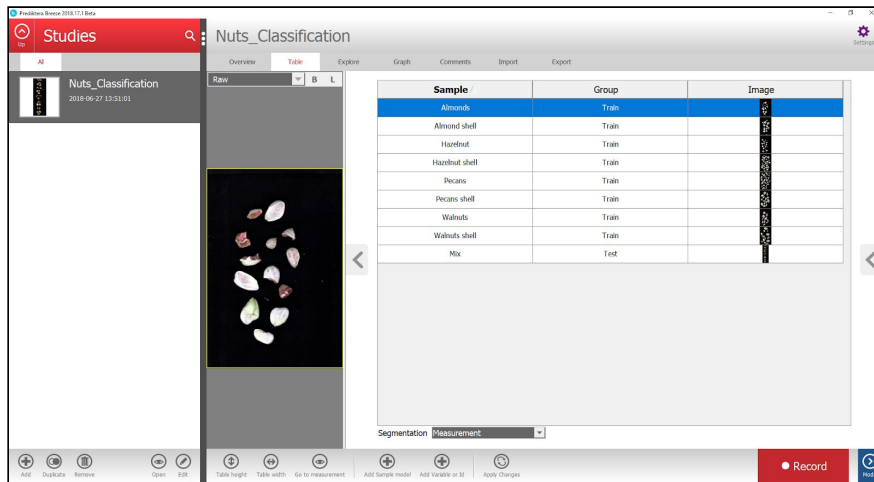 Prediktera Breeze 2018.17.1 Beta
Up
Studies
Nuts_Classification
Settings
All
Overview
Table
Explore
Graph
Comments
Import
Export
Nuts_Classification
2018-06-27 13:51:01
Raw
B
L
Sample
Group
Image
Almonds
Train
Almond shell
Train
Hazelnut
Train
Hazelnut shell
Train
Pecans
Train
Pecans shell
Train
Walnuts
Train
Walnuts shell
Train
Mix
Test
Segmentation
Measurement
Add
Duplicate
Remove
Open
Edit
Table height
Table width
Go to measurement
Add Sample model
Add Variable or Id
Apply Changes
Record